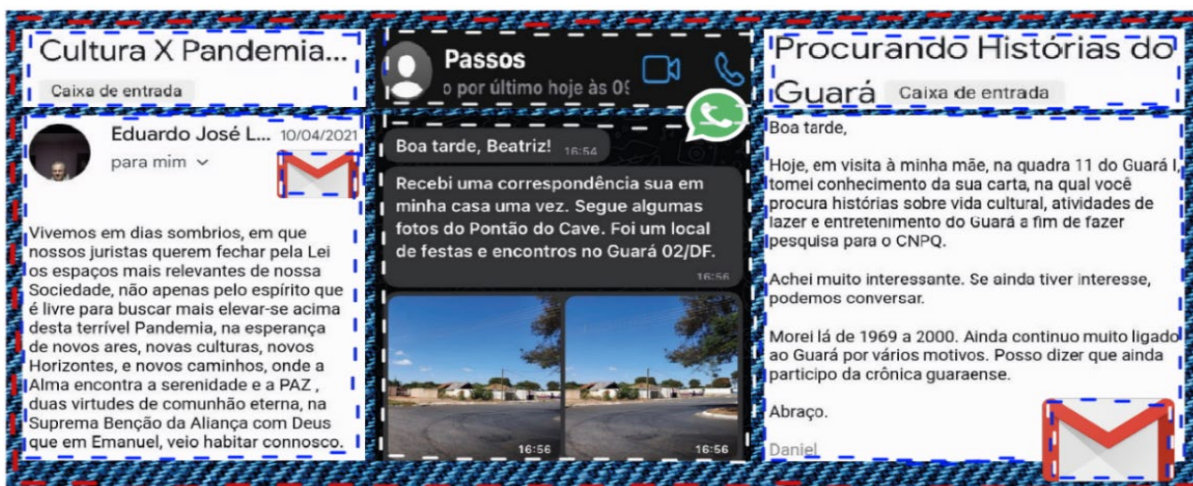 Cultura X Pandemia...
Caixa de entrada
Eduardo José L... 10/04/2021
para mim
Vivemos em dias sombrios, em que
nossos juristas querem fechar pela Lei
os espaços mais relevantes de nossa
Sociedade, não apenas pelo espírito que
é livre para buscar mais elevar-se acima
desta terrível Pandemia, na esperança
de novos ares, novas culturas, novos
Horizontes, e novos caminhos, onde a
Alma encontra a serenidade e a PAZ ,
duas virtudes de comunhão eterna, na
Suprema Benção da Aliança com Deus
que em Emanuel, veio habitar connosco.
Passos
o por último hoje às 09
Boa tarde, Beatriz! 16:54
Recebi uma correspondência sua em
minha casa uma vez. Segue algumas
fotos do Pontão do Cave. Foi um local
de festas e encontros no Guará 02/DF.
16:56
16:56 16:56
Procurando Histórias do
Guará Caixa de entrada
Boa tarde,
Hoje, em visita à minha mãe, na quadra 11 do Guará I,
tomei conhecimento da sua carta, na qual você
procura histórias sobre vida cultural, atividades de
lazer e entretenimento do Guará a fim de fazer
pesquisa para o CNPQ.
Achei muito interessante. Se ainda tiver interesse,
podemos conversar.
Morei lá de 1969 a 2000. Ainda continuo muito ligado
ao Guará por vários motivos. Posso dizer que ainda
participo da crônica guaraense.
Abraço.
Daniel